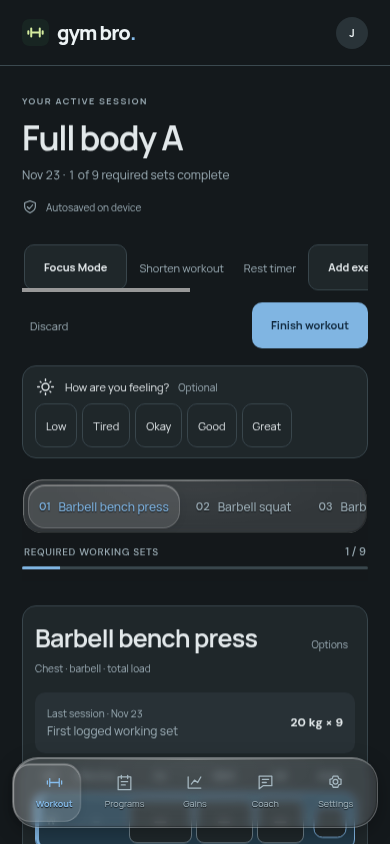 gym bro.
J
YOUR ACTIVE SESSION
Full body A
Nov 23 · 1 of 9 required sets complete
Autosaved on device
Focus Mode Shorten workout Rest timer Add exe
Discard Finish workout
How are you feeling? Optional
Low Tired Okay Good Great
01 Barbell bench press 02 Barbell squat 03 Barb
REQUIRED WORKING SETS 1 / 9
Barbell bench press Options
Chest · barbell · total load
Last session · Nov 23
First logged working set 20 kg × 9
Workout Programs Gains Coach Settings